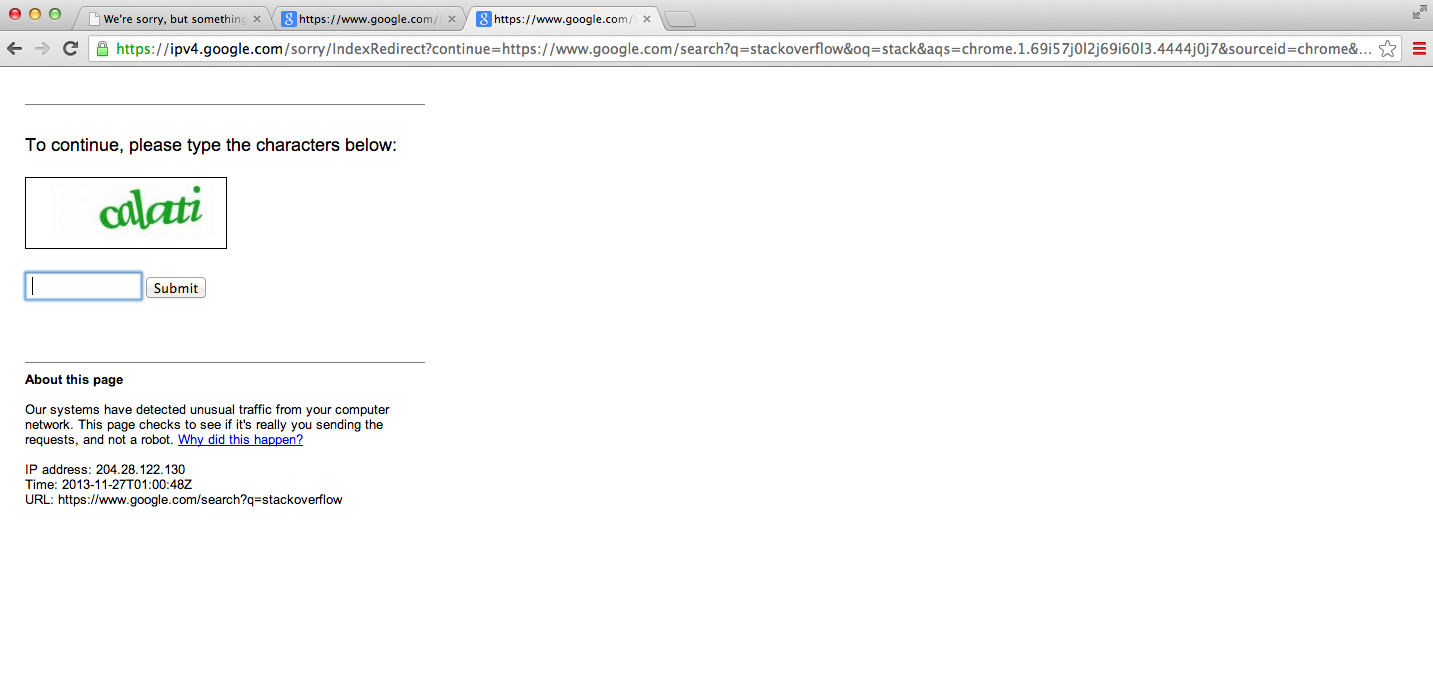 We're sorry, but something
https://www.google.com/
https://www.google.com/
https://ipv4.google.com/sorry/IndexRedirect?continue=https://www.google.com/search?q=stackoverflow&oq=stack&aqs=chrome.1.69i57j0l2j69i60l3.4444j0j7&sourceid=chrome&...
To continue, please type the characters below:
calati
Submit
About this page
Our systems have detected unusual traffic from your computer
network. This page checks to see if it's really you sending the
requests, and not a robot. Why did this happen?
IP address: 204.28.122.130
Time: 2013-11-27T01:00:48Z
URL: https://www.google.com/search?q=stackoverflow